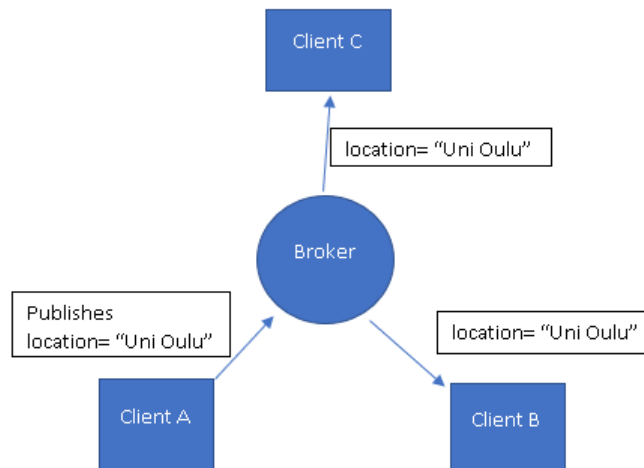 Client C
location= “Uni Oulu”
Broker
Publishes
location= “Uni Oulu”
location= “Uni Oulu”
Client A
Client B